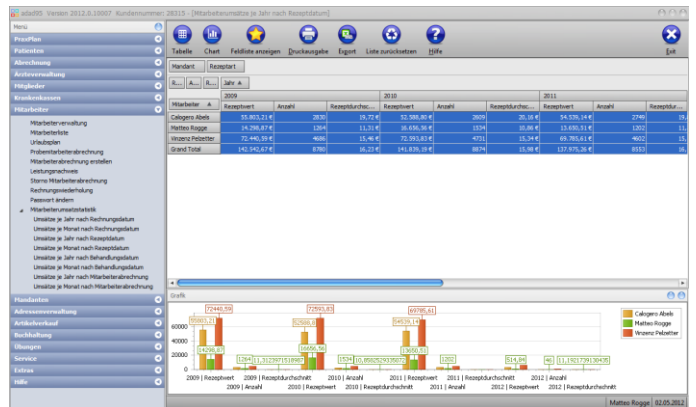 adad95 Version 2012.0.10007 Kundennummer: 28315 - [Mitarbeiterumsätze je Jahr nach Rezeptdatum]
Menü
PraxPlan
Patienten
Abrechnung
Ärzteverwaltung
Mitglieder
Krankenkassen
Mitarbeiter
Mitarbeiterverwaltung
Mitarbeiterliste
Urlaubsplan
Probemitarbeiterabrechnung
Mitarbeiterabrechnung erstellen
Leistungsnachweis
Storno Mitarbeiterabrechnung
Rechnungswiederholung
Passwort ändern
Mitarbeiterumsatzstatistik
Umsätze je Jahr nach Rechnungsdatum
Umsätze je Monat nach Rechnungsdatum
Umsätze je Jahr nach Rezeptdatum
Umsätze je Monat nach Rezeptdatum
Umsätze je Jahr nach Behandlungsdatum
Umsätze je Monat nach Behandlungsdatum
Umsätze je Jahr nach Mitarbeiterabrechnung
Umsätze je Monat nach Mitarbeiterabrechnung
Mandanten
Adressenverwaltung
Artikelverkauf
Buchhaltung
Übungen
Service
Extras
Hilfe
Tabelle Chart Feldliste anzeigen Druckausgabe Export Liste zurücksetzen Hilfe Exit
Mandant Rezeptart
R... A... R... Jahr
2009 2010 2011
Mitarbeiter Rezeptwert Anzahl Rezeptdurchsc... Rezeptwert Anzahl Rezeptdurchsc... Rezeptwert Anzahl Rezeptdur...
Calogero Abels 55.803,21 € 2830 19,72 € 52.588,80 € 2609 20,16 € 54.539,14 € 2749 19,
Matteo Rogge 14.298,87 € 1264 11,31 € 16.656,56 € 1534 10,86 € 13.650,51 € 1202 11,
Vinzenz Pelzetter 72.440,59 € 4686 15,46 € 72.593,83 € 4731 15,34 € 69.785,61 € 4602 15,
Grand Total 142.542,67 € 8780 16,23 € 141.839,19 € 8874 15,98 € 137.975,26 € 8553 16,
Grafik
72440,59 72593,83 69785,61
55803,21 52588,8 54539,14
14298,87 16656,56 13650,51
1264 1534 1202 514,84 46
60000
40000
20000
0
2009 | Rezeptwert 2009 | Rezeptdurchschnitt 2010 | Anzahl 2011 | Rezeptwert 2011 | Rezeptdurchschnitt 2012 | Anzahl
2009 | Anzahl 2010 | Rezeptwert 2010 | Rezeptdurchschnitt 2011 | Anzahl 2012 | Rezeptwert 2012 | Rezeptdurchschnitt
Calogero Abels
Matteo Rogge
Vinzenz Pelzetter
Matteo Rogge 02.05.2012